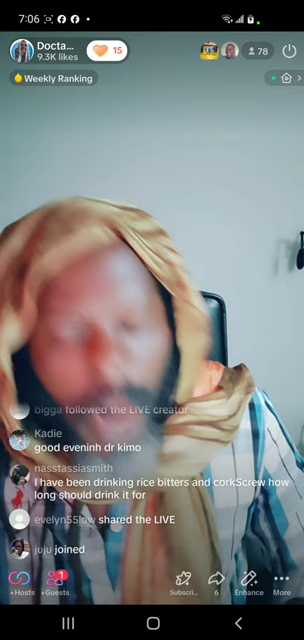 7:06
Docta...
9.3K likes
15
78
Weekly Ranking
bigga followed the LIVE creator
Kadie
good eveninh dr kimo
nasstassiasmith
I have been drinking rice bitters and corkScrew how
long should drink it for
evelyn55low shared the LIVE
juju joined
1
+Hosts
+Guests
Subscri...
6
Enhance
More